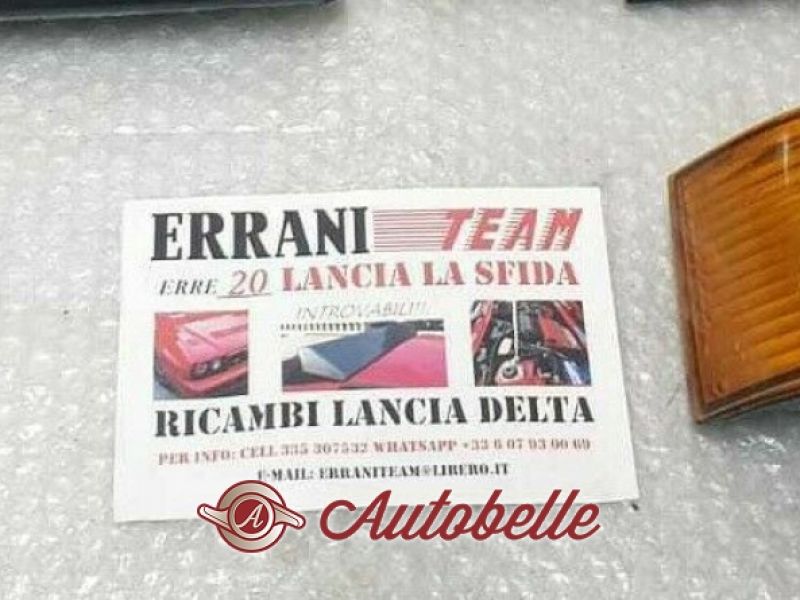 ERRANI TEAM
ERRE 20 LANCIA LA SFIDA
INTROVABILI!!!
RICAMBI LANCIA DELTA
PER INFO: CELL 335 307532 WHATSAPP +33 6 07 93 00 69
E-MAIL: ERRANITEAM@LIBERO.IT
A Autobelle